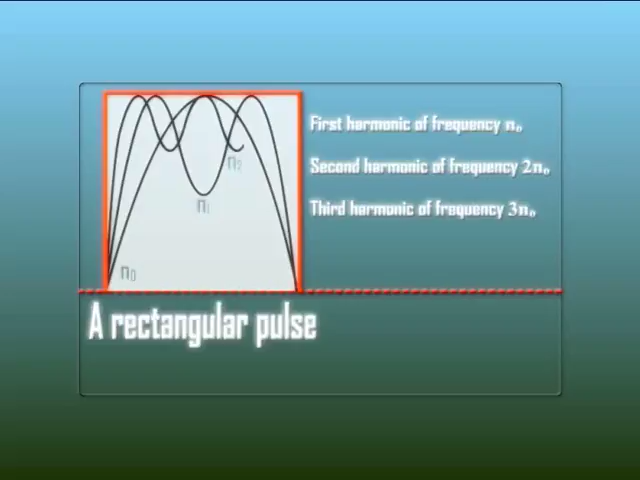 First harmonic of frequency n₀
n₂
Second harmonic of frequency 2n₀
n₁
Third harmonic of frequency 3n₀
n₀
A rectangular pulse